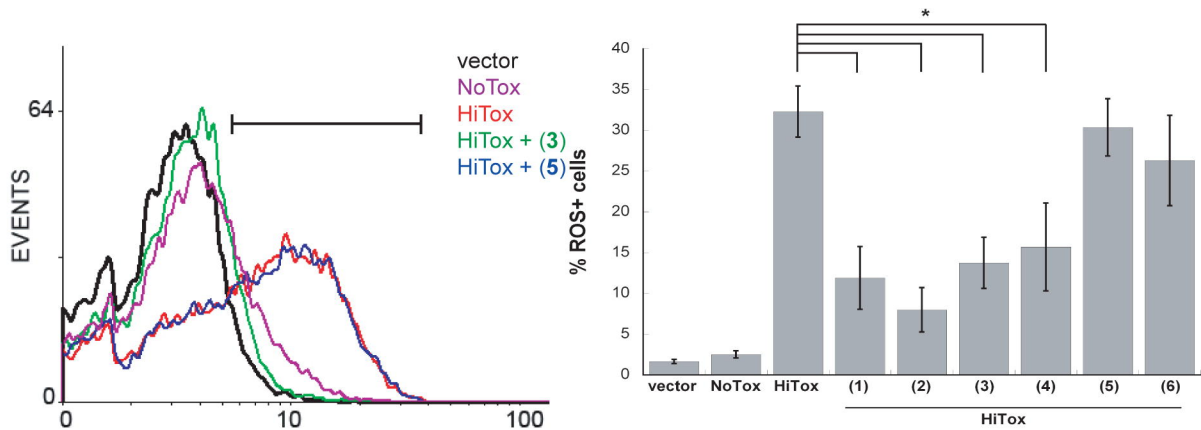 vector
NoTox
HiTox
HiTox + (3)
HiTox + (5)
64
0
EVENTS
0 10 100
*
% ROS+ cells
40
35
30
25
20
15
10
5
0
vector NoTox HiTox (1) (2) (3) (4) (5) (6)
HiTox